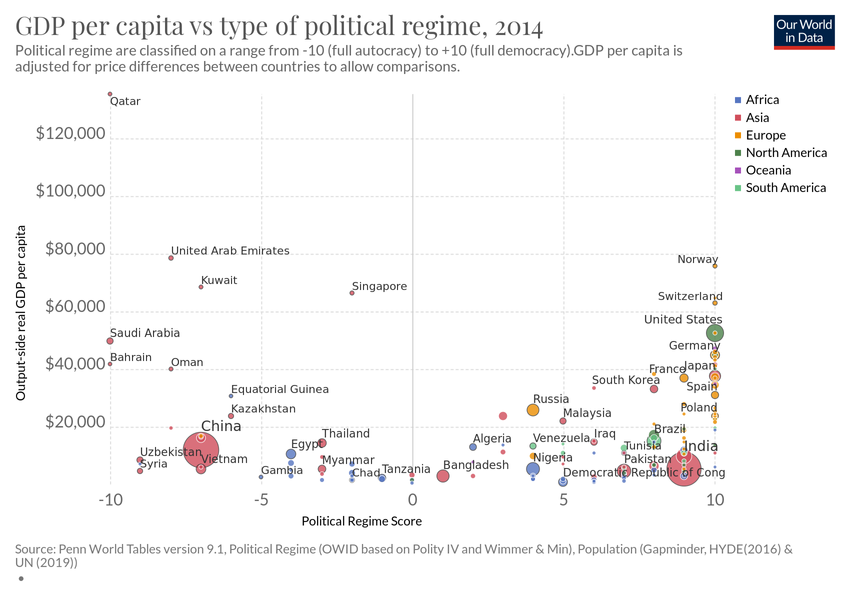 GDP per capita vs type of political regime, 2014
Our World
in Data
Political regime are classified on a range from -10 (full autocracy) to +10 (full democracy).GDP per capita is
adjusted for price differences between countries to allow comparisons.
Qatar
Africa
Asia
Europe
North America
Oceania
South America
$120,000
$100,000
$80,000
$60,000
$40,000
$20,000
Output-side real GDP per capita
United Arab Emirates
Norway
Kuwait
Singapore
Switzerland
United States
Saudi Arabia
Germany
Bahrain
Oman
France
Japan
South Korea
Spain
Equatorial Guinea
Russia
Kazakhstan
Poland
Malaysia
China
Thailand
Brazil
Iraq
Venezuela
Algeria
Egypt
Tunisia
India
Uzbekistan
Vietnam
Syria
Myanmar
Nigeria
Pakistan
Bangladesh
Gambia
Chad
Tanzania
Democratic Republic of Cong
-10
-5
0
5
10
Political Regime Score
Source: Penn World Tables version 9.1, Political Regime (OWID based on Polity IV and Wimmer & Min), Population (Gapminder, HYDE(2016) &
UN (2019))